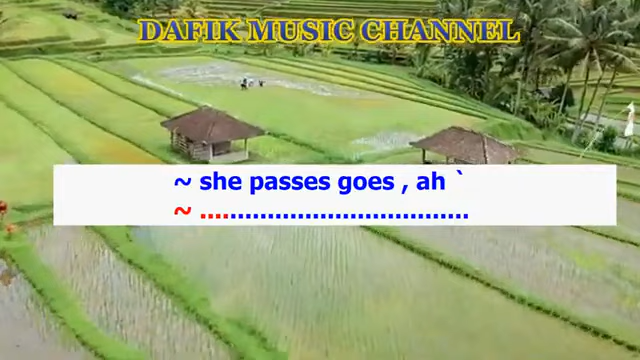 DAFIK MUSIC CHANNEL
~ she passes goes , ah `
~ ....................................